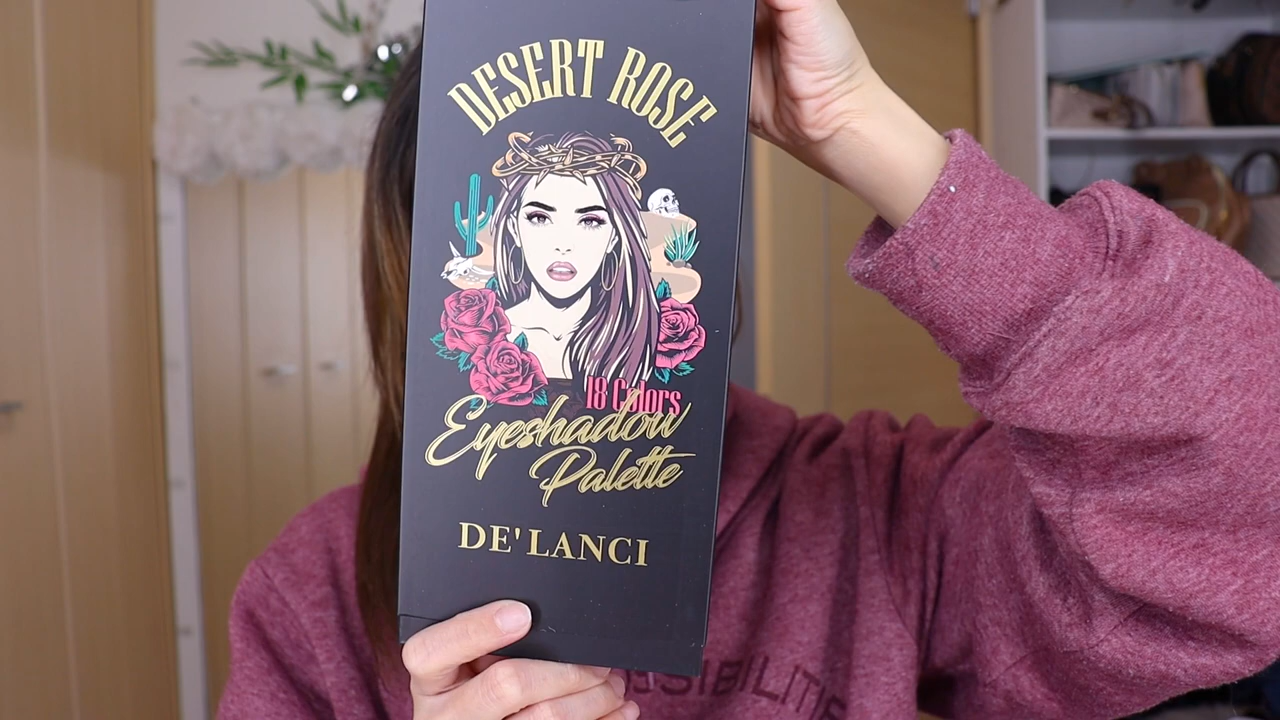 DESERT ROSE
18 Colors
Eyeshadow
Palette
DE'LANCI